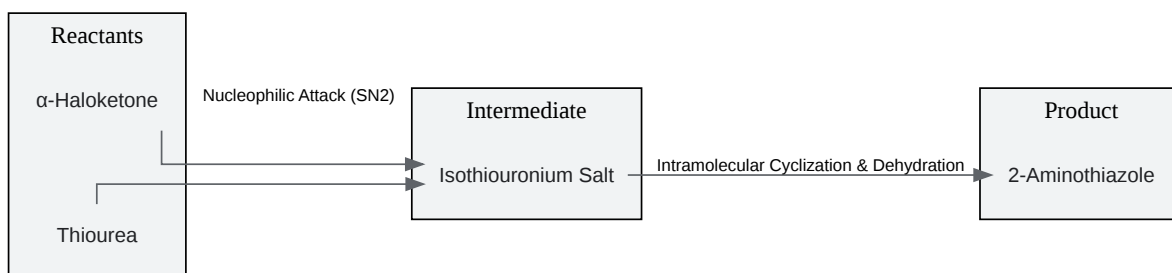 Reactants
α-Haloketone
Thiourea
Nucleophilic Attack (SN2)
Intermediate
Isothiouronium Salt
Intramolecular Cyclization & Dehydration
Product
2-Aminothiazole